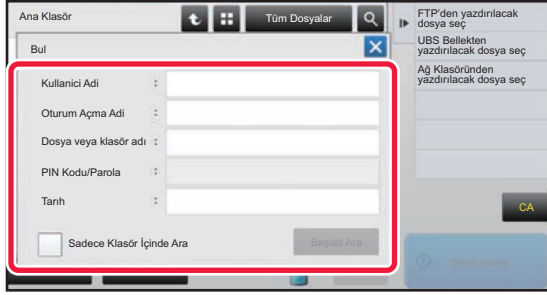 Ana Klasör
Tüm Dosyalar
Bul
Kullanici Adi :
Oturum Açma Adi :
Dosya veya klasör adı :
PIN Kodu/Parola :
Tarıh :
Sadece Klasör İçinde Ara
Başlatı Ara
FTP'den yazdırılacak
dosya seç
UBS Bellekten
yazdırılacak dosya seç
Ağ Klasöründen
yazdırılacak dosya seç
CA